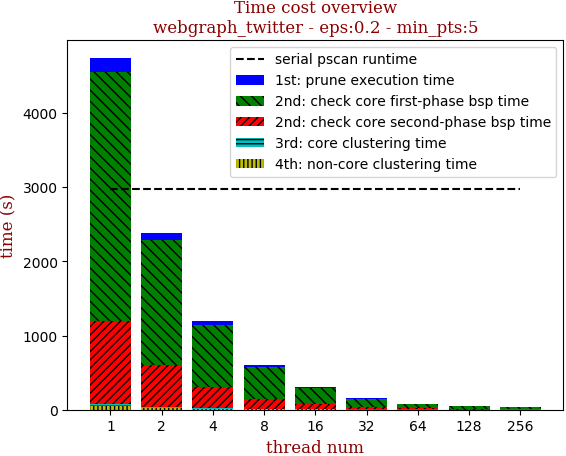 Time cost overview
webgraph_twitter - eps:0.2 - min_pts:5
serial pscan runtime
1st: prune execution time
2nd: check core first-phase bsp time
2nd: check core second-phase bsp time
3rd: core clustering time
4th: non-core clustering time
time (s)
4000
3000
2000
1000
0
1 2 4 8 16 32 64 128 256
thread num